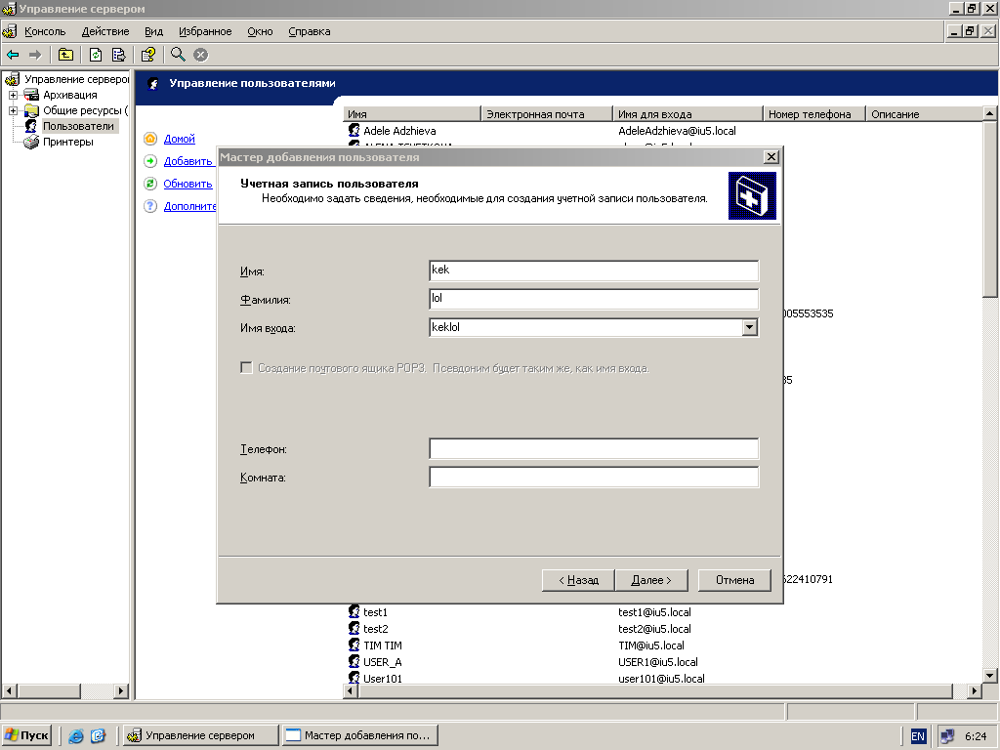 Управление сервером
Консоль Действие Вид Избранное Окно Справка
Управление серверо
Архивация
Общие ресурсы (
Пользователи
Принтеры
Управление пользователями
Домой
Добавить
Обновить
Дополните
Имя Электронная почта Имя для входа Номер телефона Описание
Adele Adzhieva AdeleAdzhieva@iu5.local
005553535
622410791
test1 test1@iu5.local
test2 test2@iu5.local
TIM TIM TIM@iu5.local
USER_A USER1@iu5.local
User101 user101@iu5.local
Мастер добавления пользователя
Учетная запись пользователя
Необходимо задать сведения, необходимые для создания учетной записи пользователя.
Имя: kek
Фамилия: lol
Имя входа: keklol
Создание почтового ящика POP3. Псевдоним будет таким же, как имя входа.
Телефон:
Комната:
< Назад Далее > Отмена
Пуск Управление сервером Мастер добавления по... EN 6:24